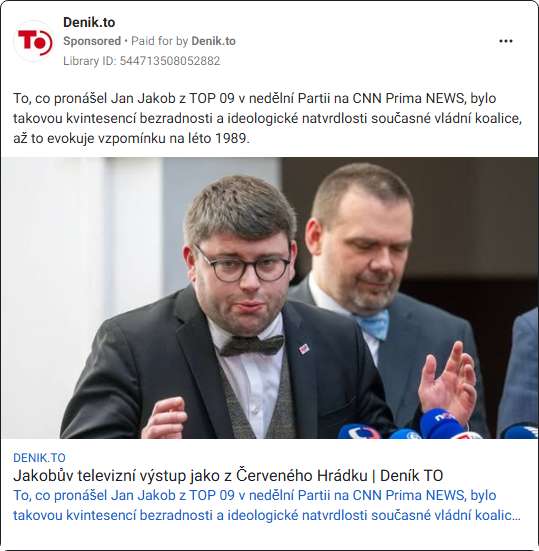 Denik.to
Sponsored • Paid for by Denik.to
Library ID: 544713508052882
To, co pronášel Jan Jakob z TOP 09 v nedělní Partii na CNN Prima NEWS, bylo
takovou kvintesencí bezradnosti a ideologické natvrdlosti současné vládní koalice,
až to evokuje vzpomínku na léto 1989.
DENIK.TO
Jakobův televizní výstup jako z Červeného Hrádku | Deník TO
To, co pronášel Jan Jakob z TOP 09 v nedělní Partii na CNN Prima NEWS, bylo
takovou kvintesencí bezradnosti a ideologické natvrdlosti současné vládní koalic...